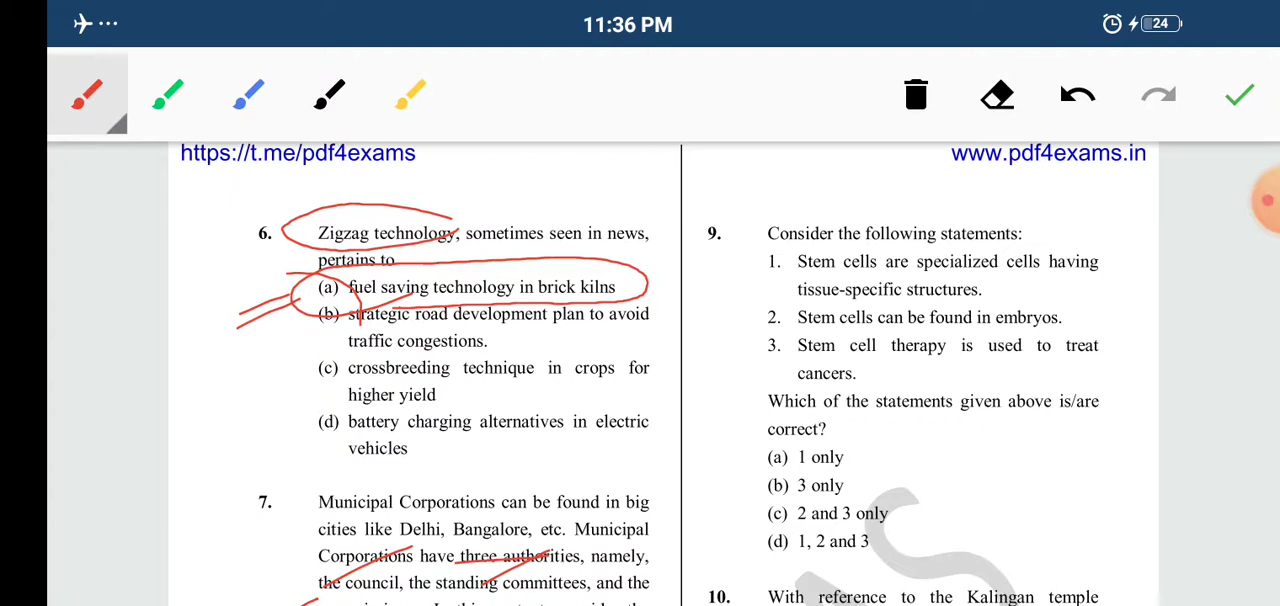 11:36 PM
24
https://t.me/pdf4exams
www.pdf4exams.in
6. Zigzag technology, sometimes seen in news,
pertains to
(a) fuel saving technology in brick kilns
(b) strategic road development plan to avoid
traffic congestions.
(c) crossbreeding technique in crops for
higher yield
(d) battery charging alternatives in electric
vehicles
7. Municipal Corporations can be found in big
cities like Delhi, Bangalore, etc. Municipal
Corporations have three authorities, namely,
the council, the standing committees, and the
9. Consider the following statements:
1. Stem cells are specialized cells having
tissue-specific structures.
2. Stem cells can be found in embryos.
3. Stem cell therapy is used to treat
cancers.
Which of the statements given above is/are
correct?
(a) 1 only
(b) 3 only
(c) 2 and 3 only
(d) 1, 2 and 3
10. With reference to the Kalingan temple